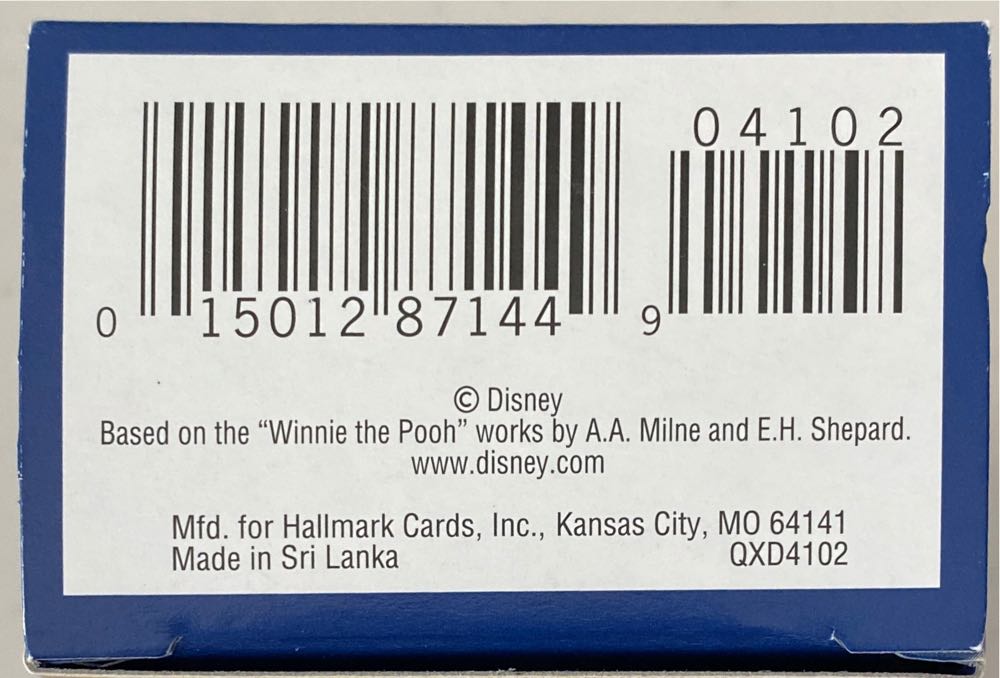 04102
0 15012 87144 9
© Disney
Based on the “Winnie the Pooh” works by A.A. Milne and E.H. Shepard.
www.disney.com
Mfd. for Hallmark Cards, Inc., Kansas City, MO 64141
Made in Sri Lanka QXD4102